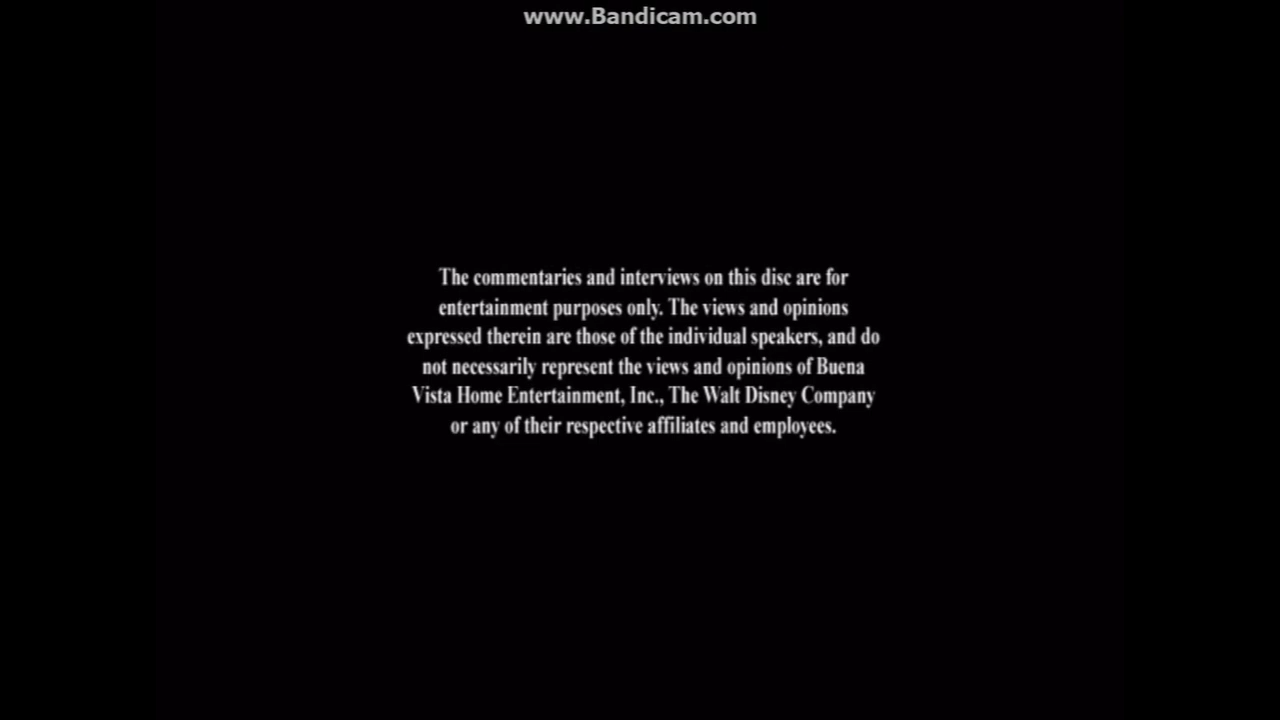 www.Bandicam.com
The commentaries and interviews on this disc are for
entertainment purposes only. The views and opinions
expressed therein are those of the individual speakers, and do
not necessarily represent the views and opinions of Buena
Vista Home Entertainment, Inc., The Walt Disney Company
or any of their respective affiliates and employees.